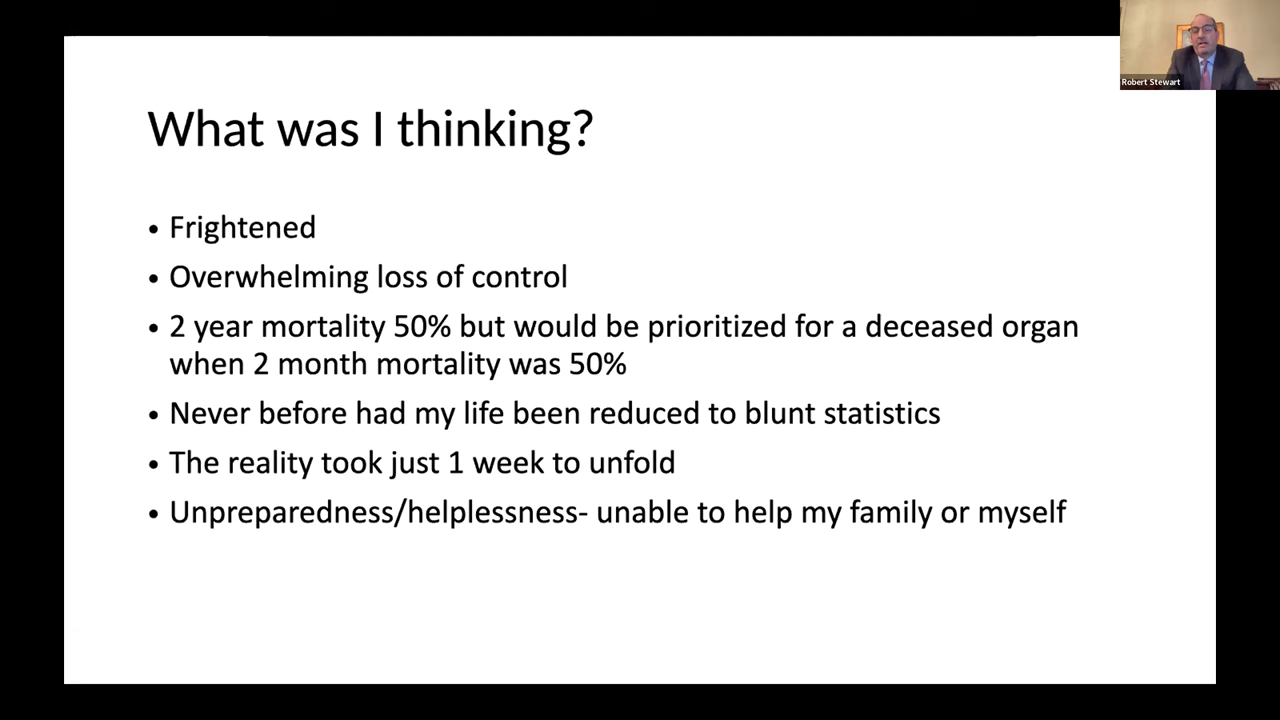 Robert Stewart
What was I thinking?
• Frightened
• Overwhelming loss of control
• 2 year mortality 50% but would be prioritized for a deceased organ
when 2 month mortality was 50%
• Never before had my life been reduced to blunt statistics
• The reality took just 1 week to unfold
• Unpreparedness/helplessness- unable to help my family or myself